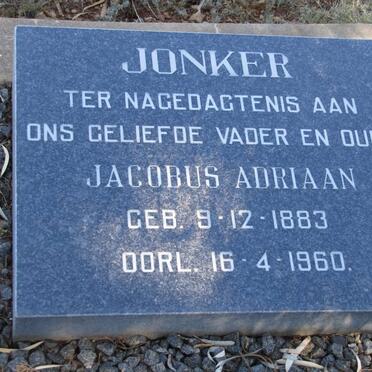 JONKER
TER NAGEDAGTENIS AAN
ONS GELIEFDE VADER EN OU
JACOBUS ADRIAAN
GEB. 9-12-1883
OORL. 16-4-1960.